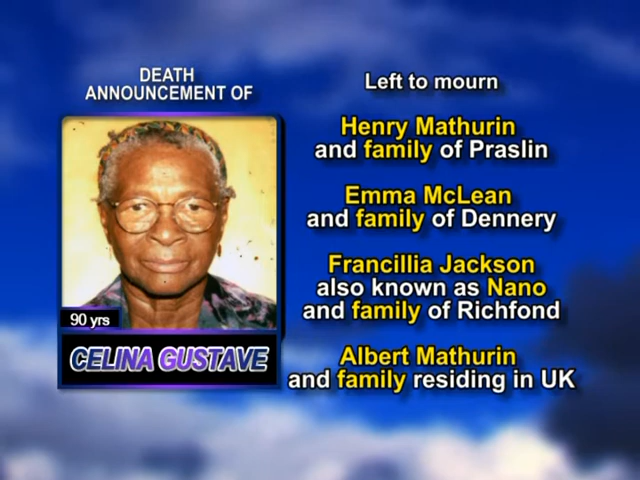 DEATH
ANNOUNCEMENT OF
90 yrs
CELINA GUSTAVE
Left to mourn
Henry Mathurin
and family of Praslin
Emma McLean
and family of Dennery
Francillia Jackson
also known as Nano
and family of Richfond
Albert Mathurin
and family residing in UK